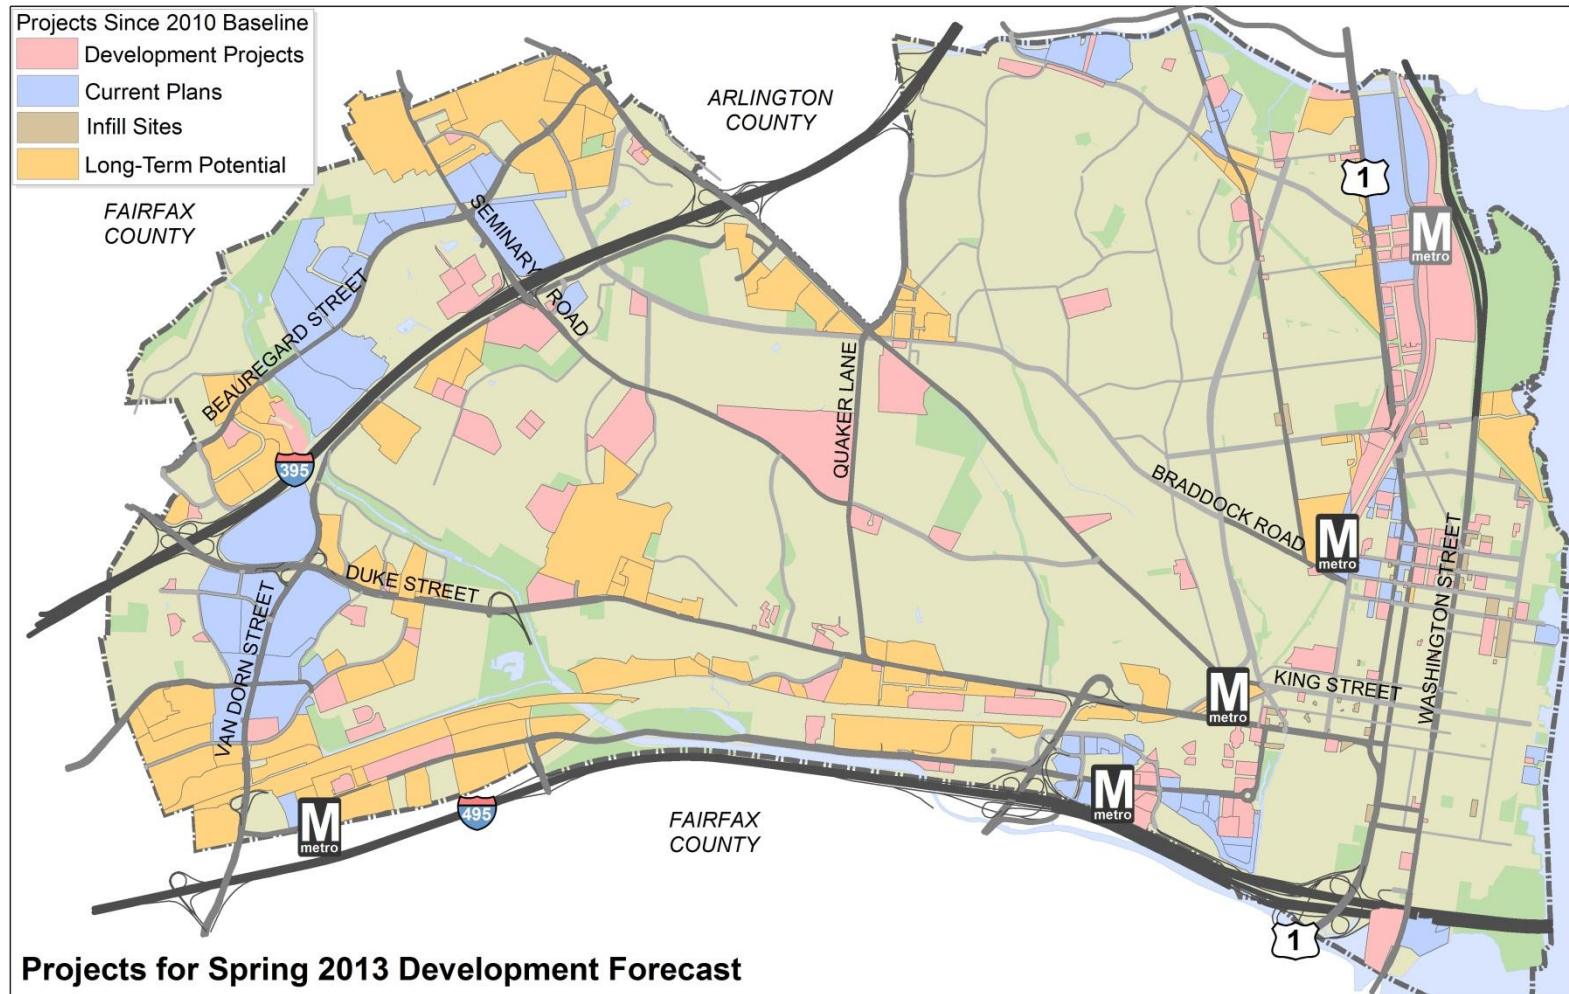 Projects Since 2010 Baseline
Development Projects
Current Plans
Infill Sites
Long-Term Potential
ARLINGTON
COUNTY
FAIRFAX
COUNTY
1
SEMINARY
ROAD
M
metro
BEAUREGARD STREET
QUAKER LANE
395
BRADDOCK ROAD
M
metro
WASHINGTON STREET
DUKE STREET
VAN DORN STREET
KING STREET
M
metro
M
metro
M
metro
495
FAIRFAX
COUNTY
1
Projects for Spring 2013 Development Forecast